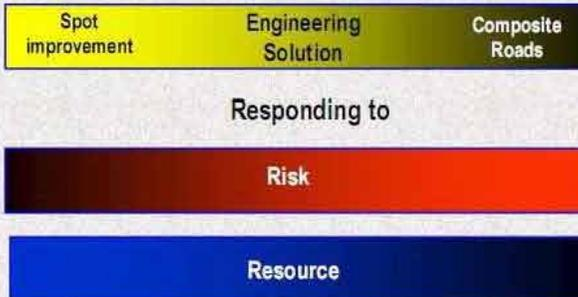 Spot improvement
Engineering Solution
Composite Roads
Responding to
Risk
Resource